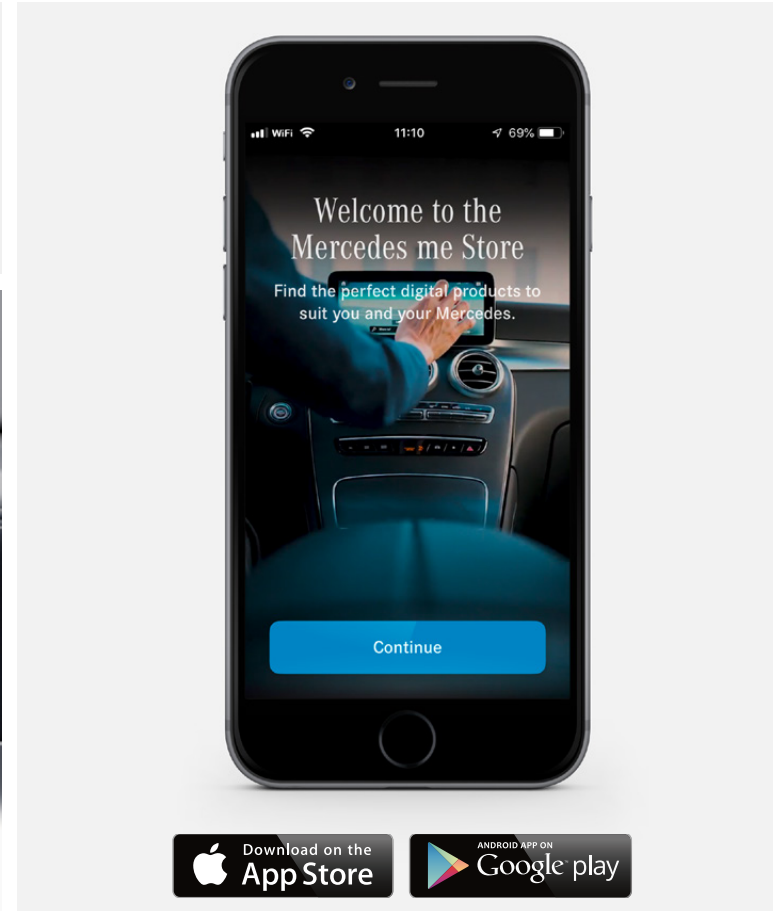 WiFi 11:10 69%
Welcome to the
Mercedes me Store
Find the perfect digital products to
suit you and your Mercedes.
Continue
Download on the
App Store
ANDROID APP ON
Google play